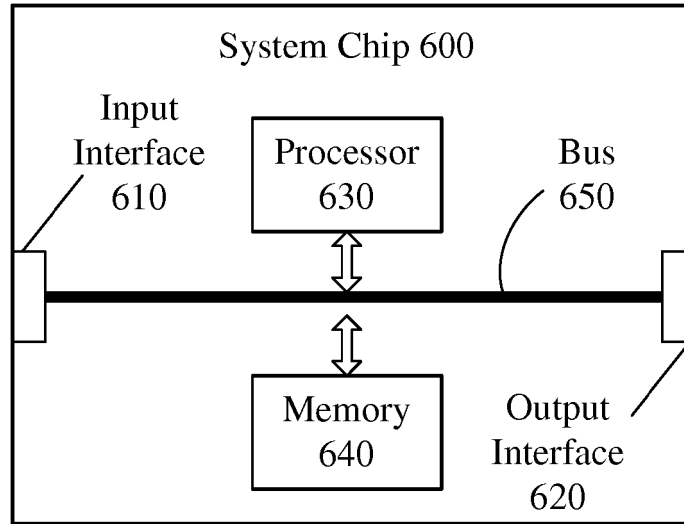 System Chip 600
Input
Interface
610
Processor
630
Bus
650
Memory
640
Output
Interface
620